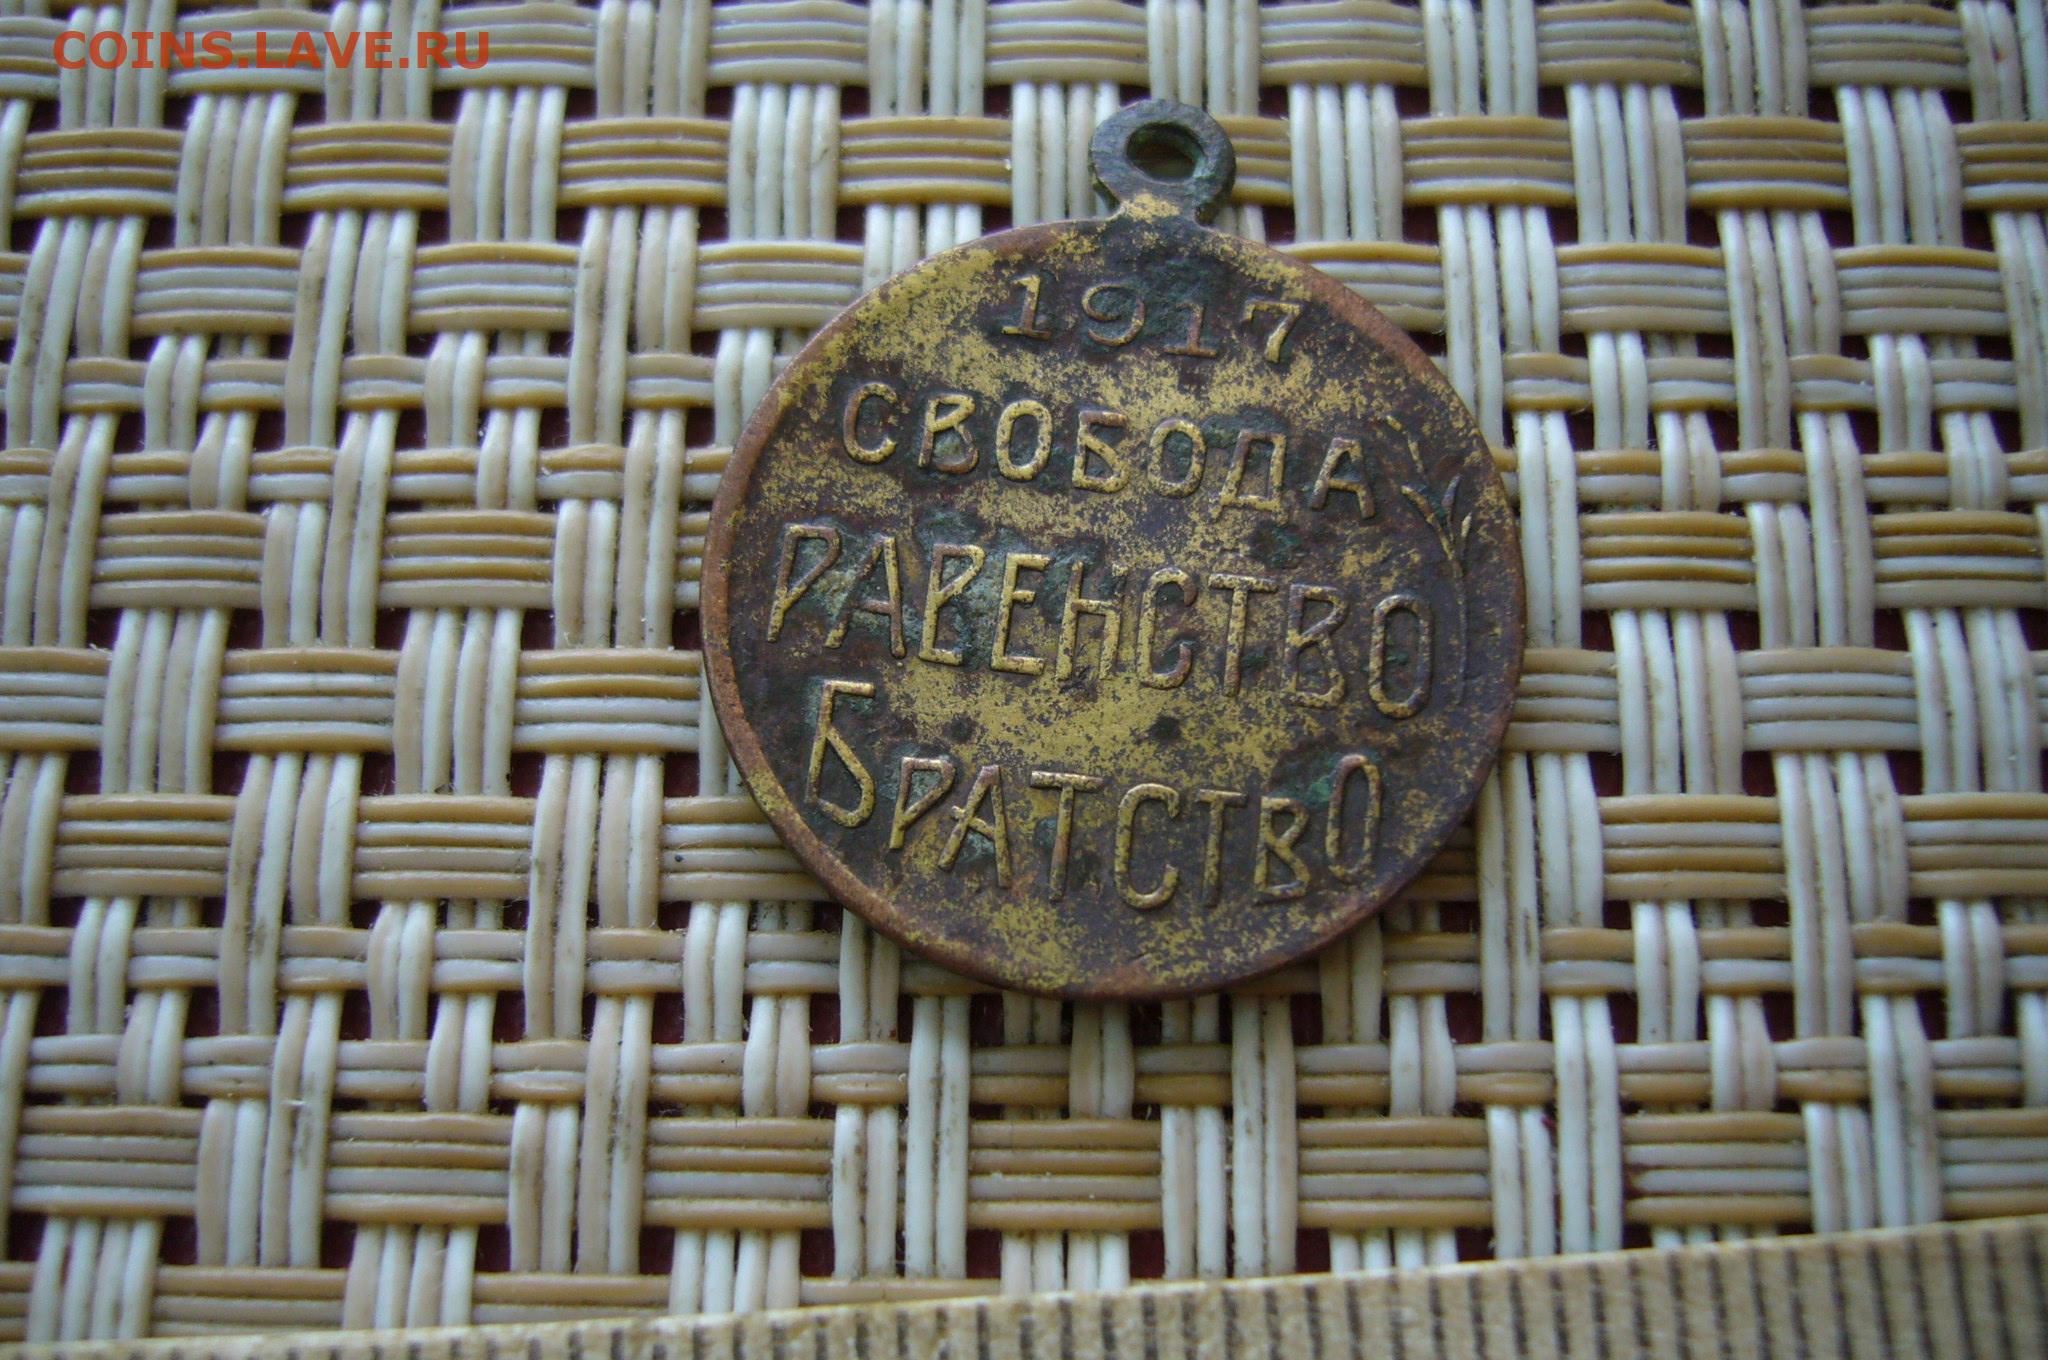 COINS.LAVE.RU
1917
СВОБОДА
РАВЕНСТВО
БРАТСТВО